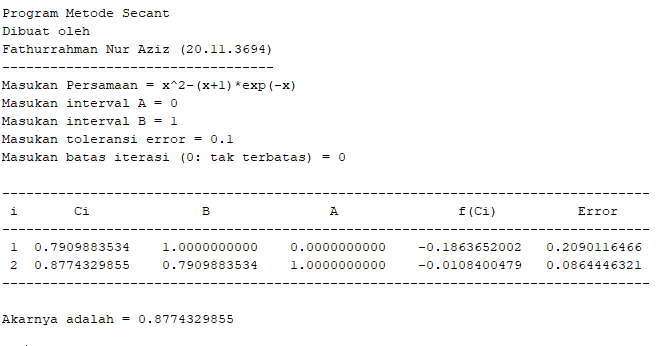 Program Metode Secant
Dibuat oleh
Fathurrahman Nur Aziz (20.11.3694)
----------------------------------
Masukan Persamaan = x^2-(x+1)*exp(-x)
Masukan interval A = 0
Masukan interval B = 1
Masukan toleransi error = 0.1
Masukan batas iterasi (0: tak terbatas) = 0
---------------------------------------------------------------------------------
i Ci B A f(Ci) Error
---------------------------------------------------------------------------------
1 0.7909883534 1.0000000000 0.0000000000 -0.1863652002 0.2090116466
2 0.8774329855 0.7909883534 1.0000000000 -0.0108400479 0.0864446321
---------------------------------------------------------------------------------
Akarnya adalah = 0.8774329855